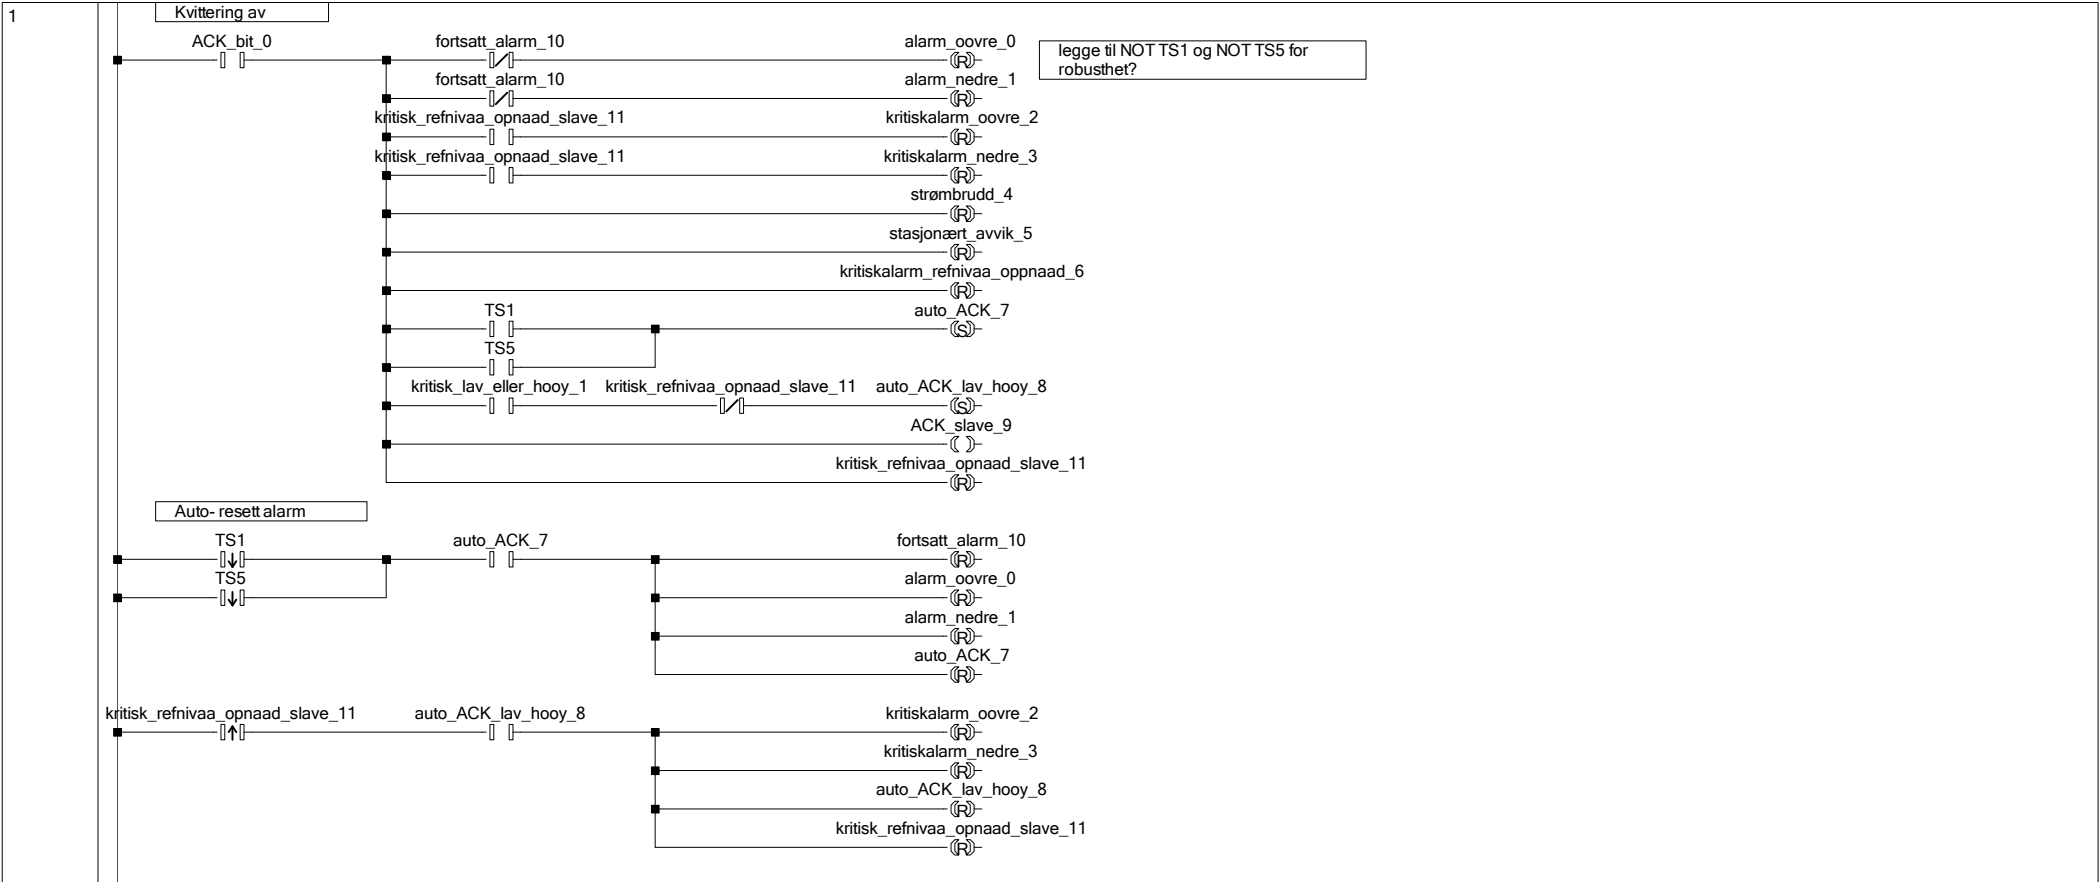 1
Kvittering av
ACK_bit_0
fortsatt_alarm_10
alarm_oovre_0
legge til NOT TS1 og NOT TS5 for
robusthet?
fortsatt_alarm_10
alarm_nedre_1
kritisk_refnivaa_opnaad_slave_11
kritiskalarm_oovre_2
kritisk_refnivaa_opnaad_slave_11
kritiskalarm_nedre_3
strømbrudd_4
stasjonært_avvik_5
kritiskalarm_refnivaa_oppnaad_6
TS1
auto_ACK_7
TS5
kritisk_lav_eller_hooy_1
kritisk_refnivaa_opnaad_slave_11
auto_ACK_lav_hooy_8
ACK_slave_9
kritisk_refnivaa_opnaad_slave_11
Auto- resett alarm
TS1
auto_ACK_7
fortsatt_alarm_10
TS5
alarm_oovre_0
alarm_nedre_1
auto_ACK_7
kritisk_refnivaa_opnaad_slave_11
auto_ACK_lav_hooy_8
kritiskalarm_oovre_2
kritiskalarm_nedre_3
auto_ACK_lav_hooy_8
kritisk_refnivaa_opnaad_slave_11